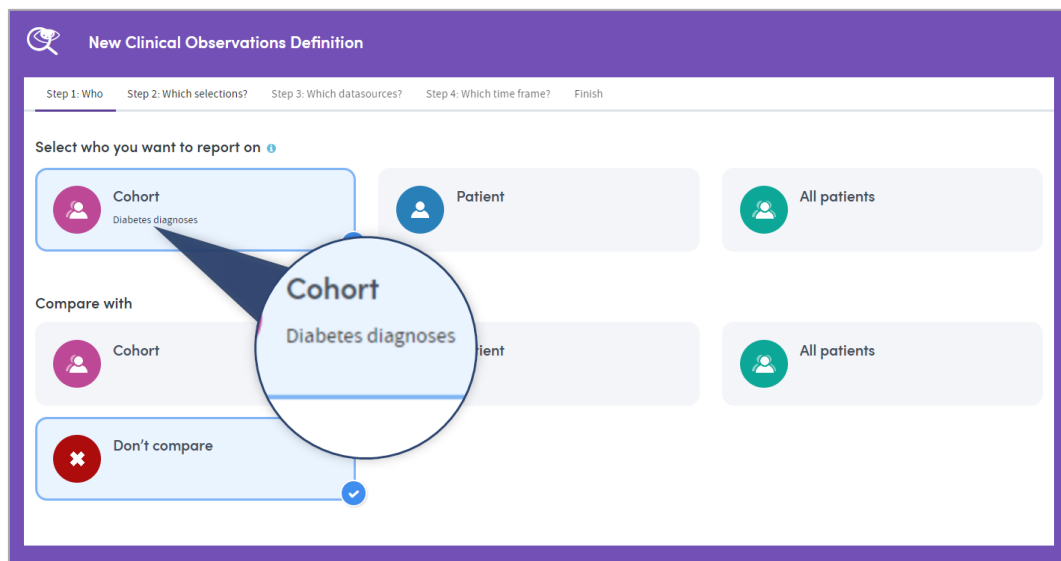 New Clinical Observations Definition
Step 1: Who Step 2: Which selections? Step 3: Which datasources? Step 4: Which time frame? Finish
Select who you want to report on
Cohort
Diabetes diagnoses
Patient
All patients
Cohort
Diabetes diagnoses
Compare with
Cohort
tient
All patients
Don't compare